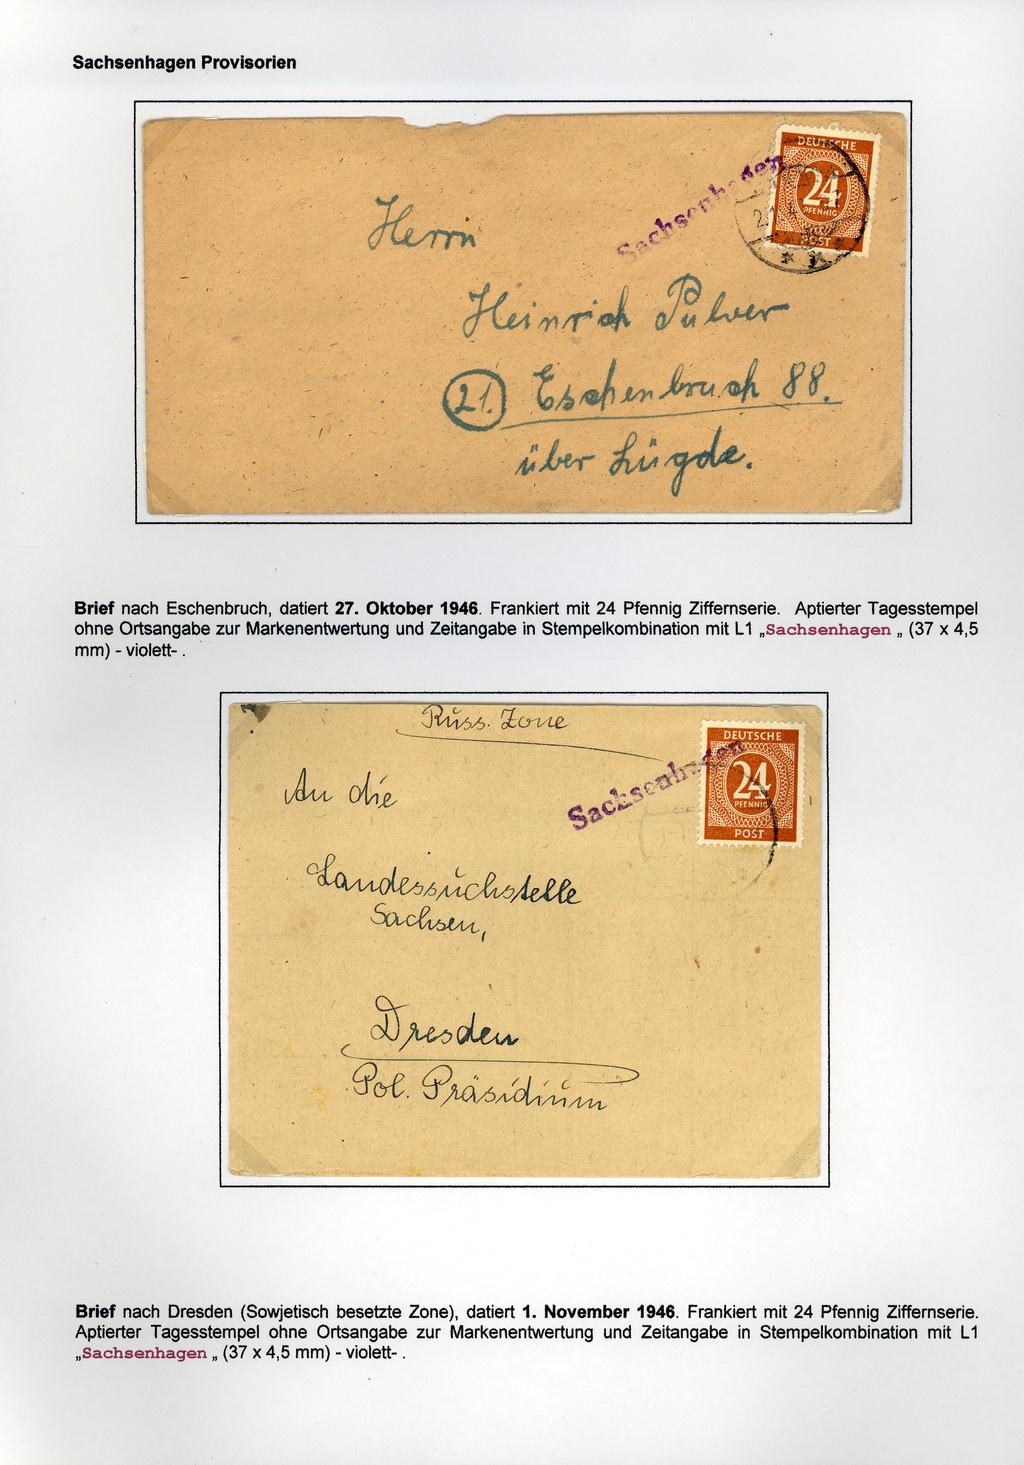 Sachsenhagen Provisorien
Sachsenhagen
DEUTSCHE
24
PFENNIG
POST
Herrn
Heinrich Pulver
21. Eschenbruch 88.
über Lügde.
Brief nach Eschenbruch, datiert 27. Oktober 1946. Frankiert mit 24 Pfennig Ziffernserie. Aptierter Tagesstempel
ohne Ortsangabe zur Markenentwertung und Zeitangabe in Stempelkombination mit L1 „Sachsenhagen „ (37 x 4,5
mm) - violett- .
Russ. Zone
Sachsenhagen
DEUTSCHE
24
PFENNIG
POST
An die
Landessuchstelle
Sachsen,
Dresden
Pol. Präsidium
Brief nach Dresden (Sowjetisch besetzte Zone), datiert 1. November 1946. Frankiert mit 24 Pfennig Ziffernserie.
Aptierter Tagesstempel ohne Ortsangabe zur Markenentwertung und Zeitangabe in Stempelkombination mit L1
„Sachsenhagen „ (37 x 4,5 mm) - violett- .